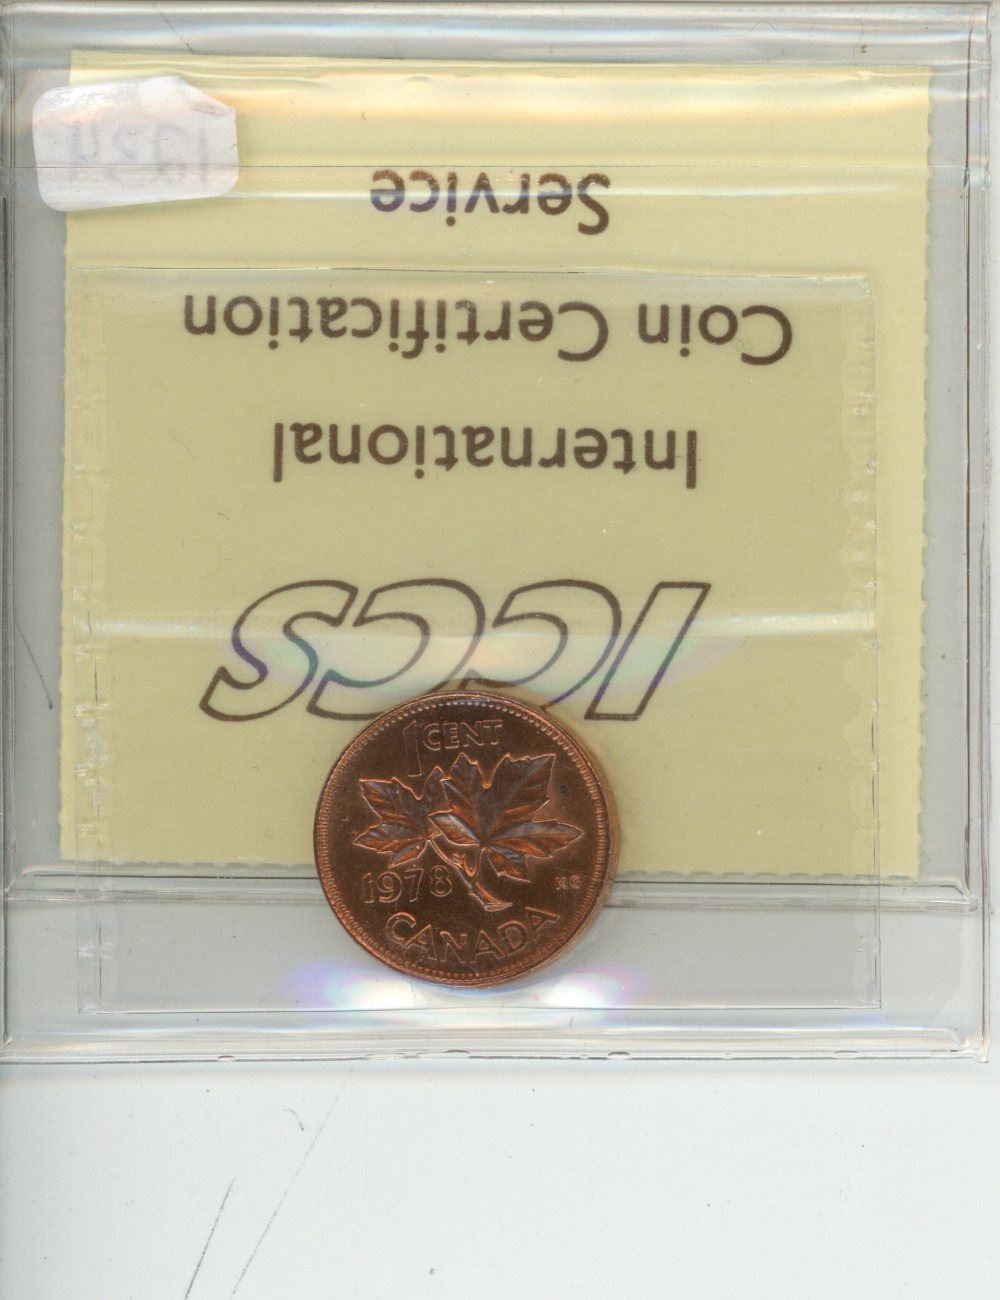 ICCS
International
Coin Certification
Service
1 CENT
1978
KG
CANADA